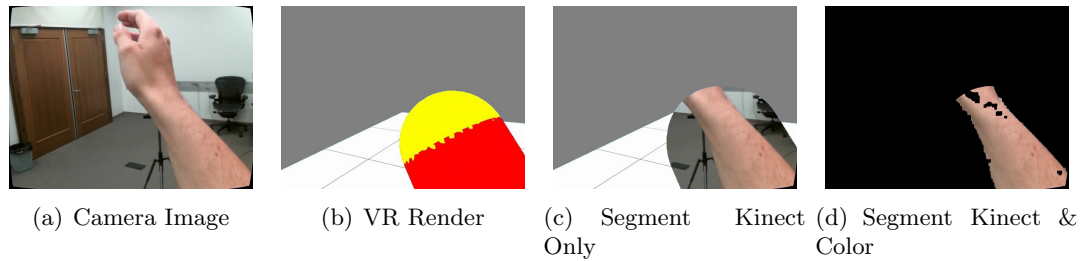 (a) Camera Image
(b) VR Render
(c) Segment Kinect Only
(d) Segment Kinect & Color